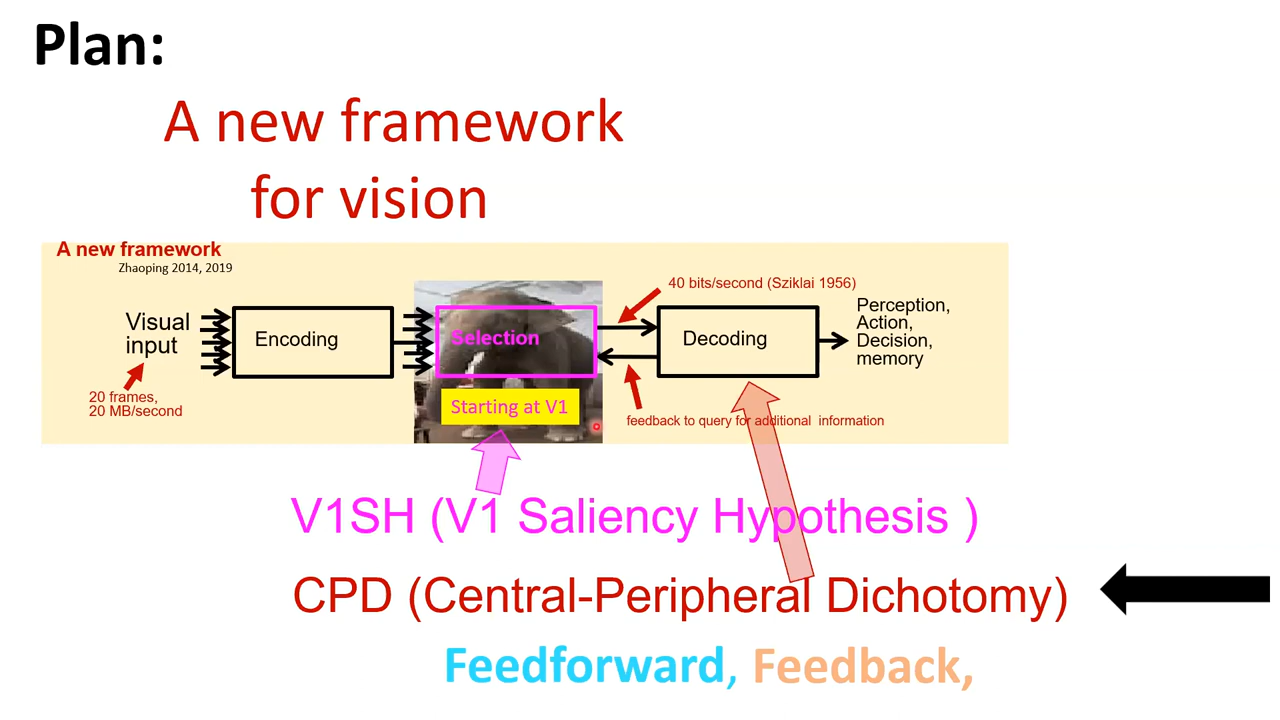 Plan:
A new framework
for vision
A new framework
Zhaoping 2014, 2019
40 bits/second (Sziklai 1956)
Visual
input
Encoding
Selection
Decoding
Perception,
Action,
Decision,
memory
20 frames,
20 MB/second
Starting at V1
feedback to query for additional information
V1SH (V1 Saliency Hypothesis )
CPD (Central-Peripheral Dichotomy)
Feedforward, Feedback,